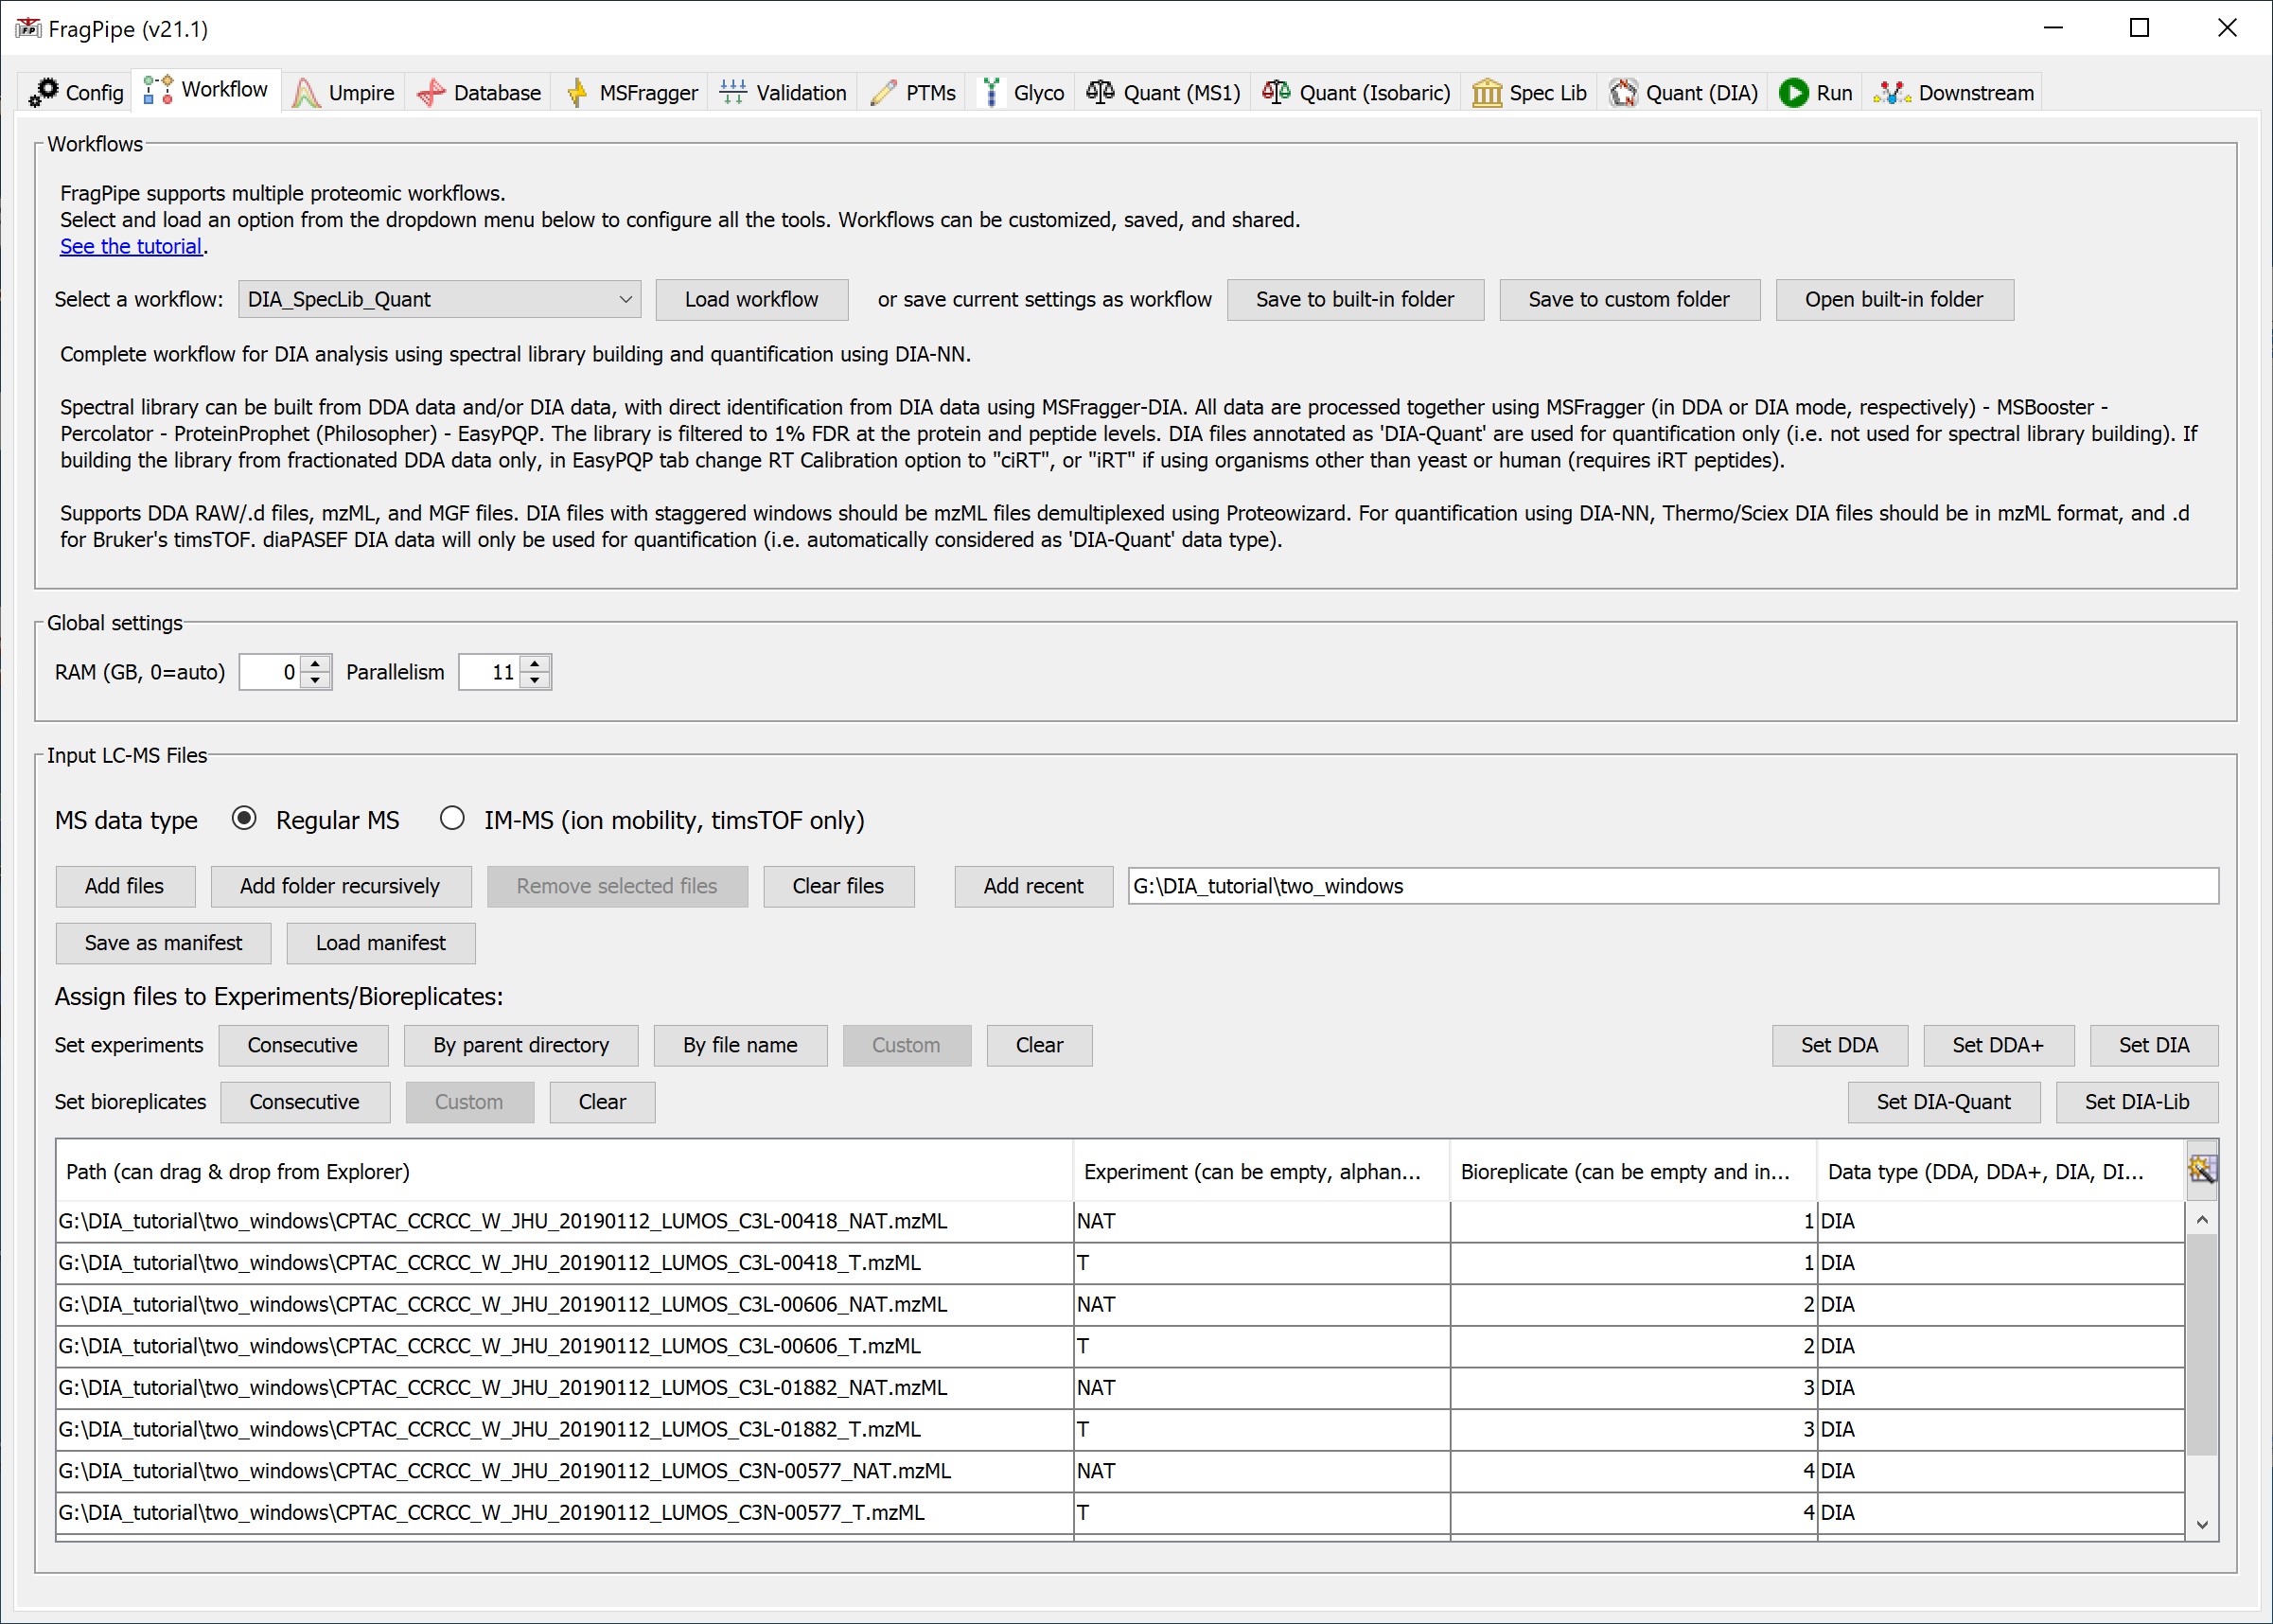 FragPipe (v21.1)
Config Workflow Umpire Database MSFragger Validation PTMs Glyco Quant (MS1) Quant (Isobaric) Spec Lib Quant (DIA) Run Downstream
Workflows
FragPipe supports multiple proteomic workflows.
Select and load an option from the dropdown menu below to configure all the tools. Workflows can be customized, saved, and shared.
See the tutorial.
Select a workflow: DIA_SpecLib_Quant Load workflow or save current settings as workflow Save to built-in folder Save to custom folder Open built-in folder
Complete workflow for DIA analysis using spectral library building and quantification using DIA-NN.
Spectral library can be built from DDA data and/or DIA data, with direct identification from DIA data using MSFragger-DIA. All data are processed together using MSFragger (in DDA or DIA mode, respectively) - MSBooster -
Percolator - ProteinProphet (Philosopher) - EasyPQP. The library is filtered to 1% FDR at the protein and peptide levels. DIA files annotated as 'DIA-Quant' are used for quantification only (i.e. not used for spectral library building). If
building the library from fractionated DDA data only, in EasyPQP tab change RT Calibration option to "ciRT", or "iRT" if using organisms other than yeast or human (requires iRT peptides).
Supports DDA RAW/.d files, mzML, and MGF files. DIA files with staggered windows should be mzML files demultiplexed using Proteowizard. For quantification using DIA-NN, Thermo/Sciex DIA files should be in mzML format, and .d
for Bruker's timsTOF. diaPASEF DIA data will only be used for quantification (i.e. automatically considered as 'DIA-Quant' data type).
Global settings
RAM (GB, 0=auto) 0 Parallelism 11
Input LC-MS Files
MS data type Regular MS IM-MS (ion mobility, timsTOF only)
Add files Add folder recursively Remove selected files Clear files Add recent G:\DIA_tutorial\two_windows
Save as manifest Load manifest
Assign files to Experiments/Bioreplicates:
Set experiments Consecutive By parent directory By file name Custom Clear Set DDA Set DDA+ Set DIA
Set bioreplicates Consecutive Custom Clear Set DIA-Quant Set DIA-Lib
Path (can drag & drop from Explorer) Experiment (can be empty, alphan... Bioreplicate (can be empty and in... Data type (DDA, DDA+, DIA, DI...
G:\DIA_tutorial\two_windows\CPTAC_CCRCC_W_JHU_20190112_LUMOS_C3L-00418_NAT.mzML NAT 1 DIA
G:\DIA_tutorial\two_windows\CPTAC_CCRCC_W_JHU_20190112_LUMOS_C3L-00418_T.mzML T 1 DIA
G:\DIA_tutorial\two_windows\CPTAC_CCRCC_W_JHU_20190112_LUMOS_C3L-00606_NAT.mzML NAT 2 DIA
G:\DIA_tutorial\two_windows\CPTAC_CCRCC_W_JHU_20190112_LUMOS_C3L-00606_T.mzML T 2 DIA
G:\DIA_tutorial\two_windows\CPTAC_CCRCC_W_JHU_20190112_LUMOS_C3L-01882_NAT.mzML NAT 3 DIA
G:\DIA_tutorial\two_windows\CPTAC_CCRCC_W_JHU_20190112_LUMOS_C3L-01882_T.mzML T 3 DIA
G:\DIA_tutorial\two_windows\CPTAC_CCRCC_W_JHU_20190112_LUMOS_C3N-00577_NAT.mzML NAT 4 DIA
G:\DIA_tutorial\two_windows\CPTAC_CCRCC_W_JHU_20190112_LUMOS_C3N-00577_T.mzML T 4 DIA